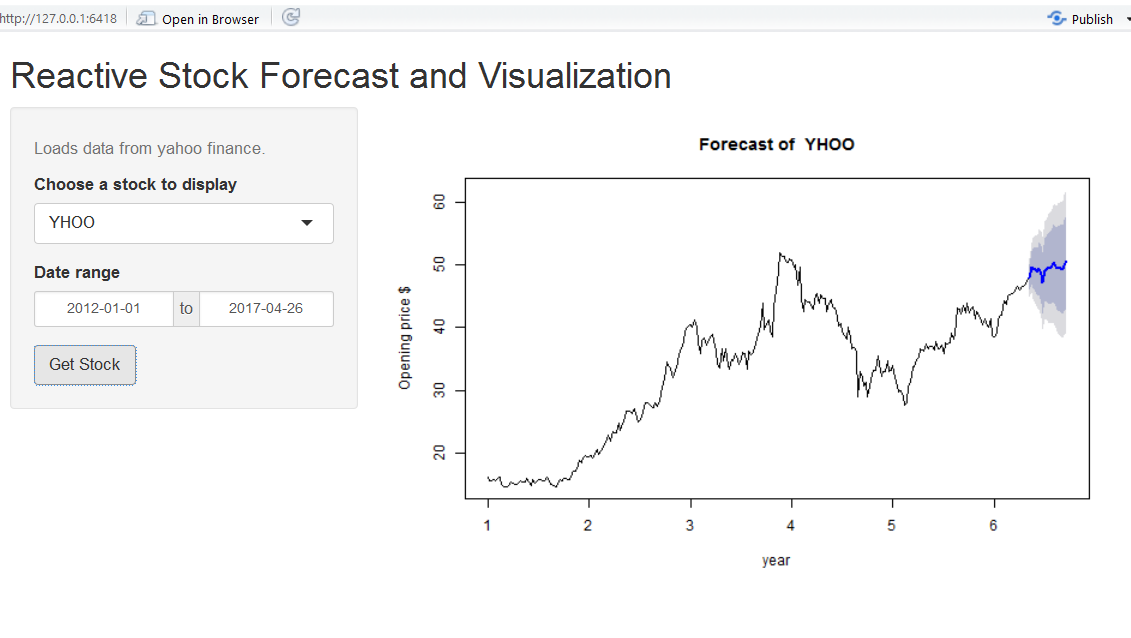 http://127.0.0.1:6418 Open in Browser Publish
Reactive Stock Forecast and Visualization
Loads data from yahoo finance.
Choose a stock to display
YHOO
Date range
2012-01-01 to 2017-04-26
Get Stock
Forecast of YHOO
Opening price $
60
50
40
30
20
1 2 3 4 5 6
year